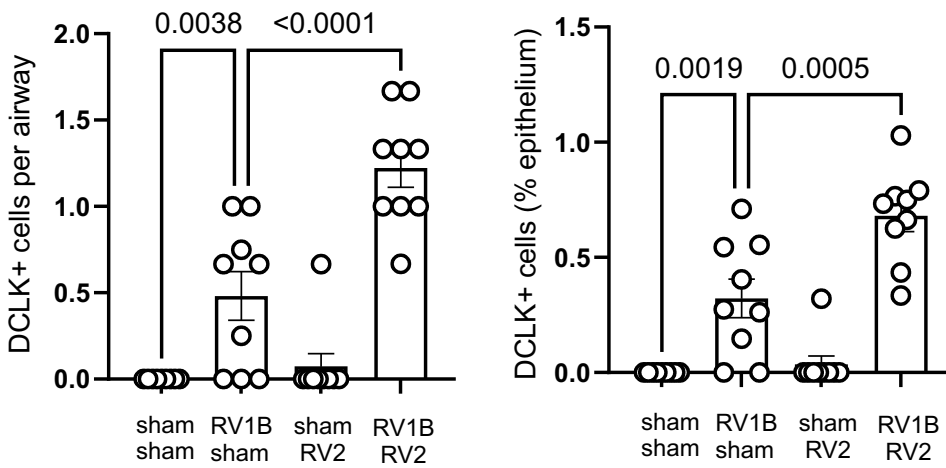 DCLK+ cells per airway
0.0038 <0.0001
2.0
1.5
1.0
0.5
0.0
sham RV1B sham RV1B
sham sham RV2 RV2
DCLK+ cells (% epithelium)
0.0019 0.0005
1.5
1.0
0.5
0.0
sham RV1B sham RV1B
sham sham RV2 RV2